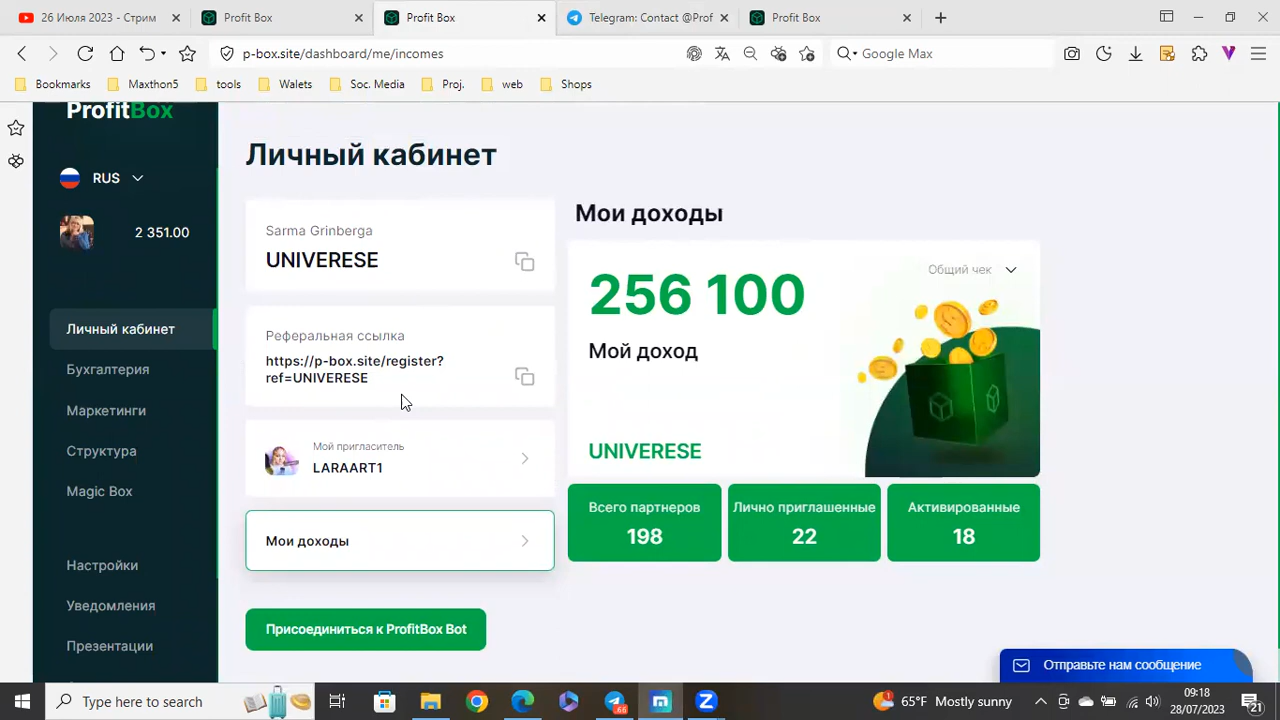 26 Июля 2023 - Стрим
Profit Box
Profit Box
Telegram: Contact @Prof
Profit Box
p-box.site/dashboard/me/incomes
Google Max
Bookmarks
Maxthon5
tools
Walets
Soc. Media
Proj.
web
Shops
ProfitBox
RUS
2 351.00
Личный кабинет
Бухгалтерия
Маркетинги
Структура
Magic Box
Настройки
Уведомления
Презентации
Личный кабинет
Sarma Grinberga
UNIVERESE
Реферальная ссылка
https://p-box.site/register?
ref=UNIVERESE
Мой пригласитель
LARAART1
Мои доходы
Присоединиться к ProfitBox Bot
Мои доходы
256 100
Общий чек
Мой доход
UNIVERESE
Всего партнеров
198
Лично приглашенные
22
Активированные
18
Отправьте нам сообщение
Type here to search
66
1
65°F Mostly sunny
09:18
28/07/2023
21